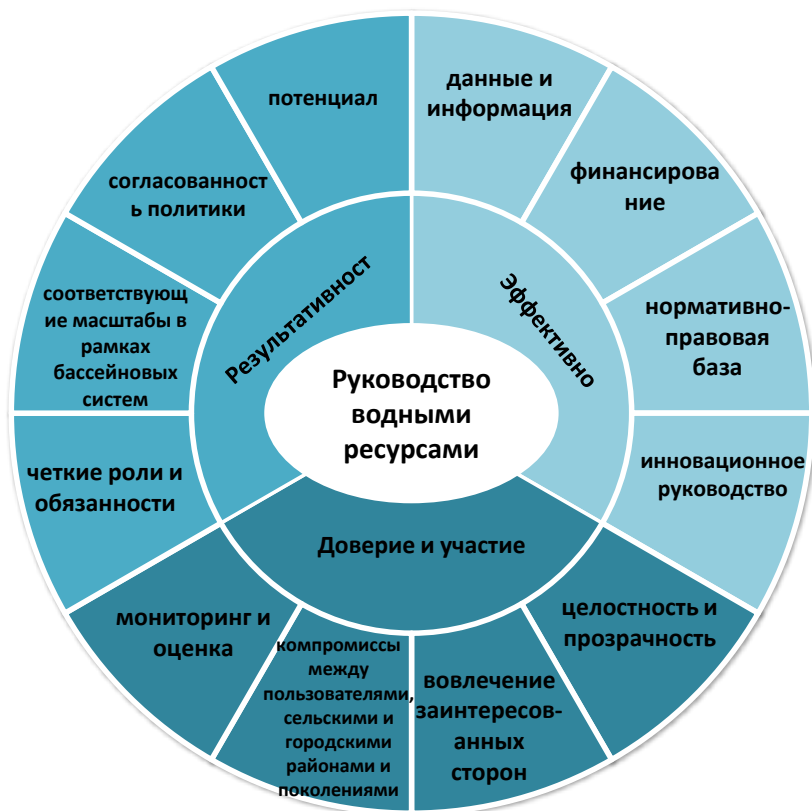 потенциал
данные и
информация
финансирова
ние
нормативно-
правовая
база
инновационное
руководство
целостность и
прозрачность
вовлечение
заинтересов-
анных
сторон
компромиссы
между
пользователями,
сельскими и
городскими
районами и
поколениями
мониторинг и
оценка
четкие роли и
обязанности
соответствующ
ие масштабы в
рамках
бассейновых
систем
согласованност
ь политики
Результативност
Эффективно
Доверие и участие
Руководство
водными
ресурсами